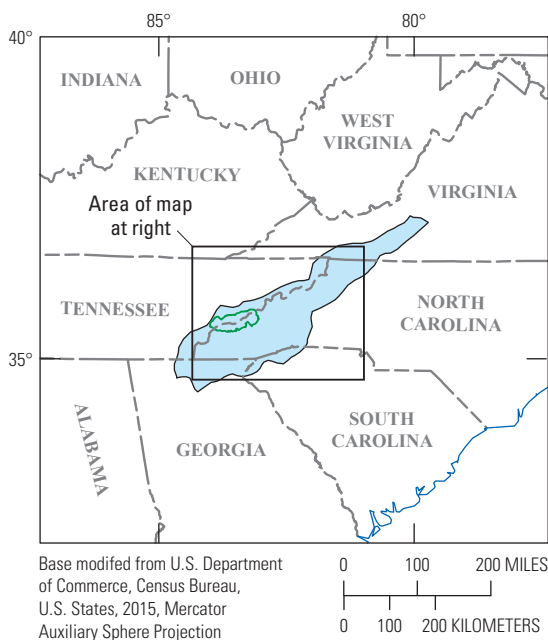 85°
80°
40°
INDIANA
OHIO
WEST
VIRGINIA
KENTUCKY
VIRGINIA
Area of map
at right
TENNESSEE
NORTH
CAROLINA
35°
SOUTH
CAROLINA
ALABAMA
GEORGIA
Base modifed from U.S. Department
of Commerce, Census Bureau,
U.S. States, 2015, Mercator
Auxiliary Sphere Projection
0 100 200 MILES
0 100 200 KILOMETERS